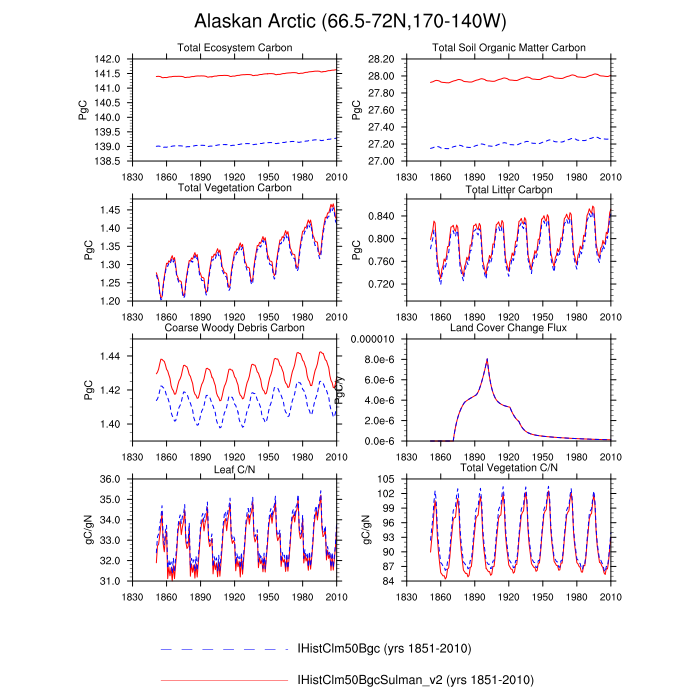 Alaskan Arctic (66.5-72N,170-140W)
Total Ecosystem Carbon
PgC
142.0
141.5
141.0
140.5
140.0
139.5
139.0
138.5
1830 1860 1890 1920 1950 1980 2010
Total Soil Organic Matter Carbon
PgC
28.20
28.00
27.80
27.60
27.40
27.20
27.00
1830 1860 1890 1920 1950 1980 2010
Total Vegetation Carbon
PgC
1.45
1.40
1.35
1.30
1.25
1.20
1830 1860 1890 1920 1950 1980 2010
Total Litter Carbon
PgC
0.840
0.800
0.760
0.720
1830 1860 1890 1920 1950 1980 2010
Coarse Woody Debris Carbon
PgC
1.44
1.42
1.40
1830 1860 1890 1920 1950 1980 2010
Land Cover Change Flux
PgC/y
0.000010
8.0e-6
6.0e-6
4.0e-6
2.0e-6
0.0e-6
1830 1860 1890 1920 1950 1980 2010
Leaf C/N
gC/gN
36.0
35.0
34.0
33.0
32.0
31.0
1830 1860 1890 1920 1950 1980 2010
Total Vegetation C/N
gC/gN
105
102
99
96
93
90
87
84
1830 1860 1890 1920 1950 1980 2010
IHistClm50Bgc (yrs 1851-2010)
IHistClm50BgcSulman_v2 (yrs 1851-2010)